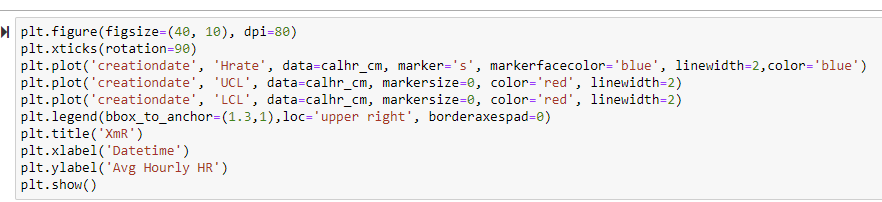 plt.figure(figsize=(40, 10), dpi=80)
plt.xticks(rotation=90)
plt.plot('creationdate', 'Hrate', data=calhr_cm, marker='s', markerfacecolor='blue', linewidth=2,color='blue')
plt.plot('creationdate', 'UCL', data=calhr_cm, markersize=0, color='red', linewidth=2)
plt.plot('creationdate', 'LCL', data=calhr_cm, markersize=0, color='red', linewidth=2)
plt.legend(bbox_to_anchor=(1.3,1),loc='upper right', borderaxespad=0)
plt.title('XmR')
plt.xlabel('Datetime')
plt.ylabel('Avg Hourly HR')
plt.show()